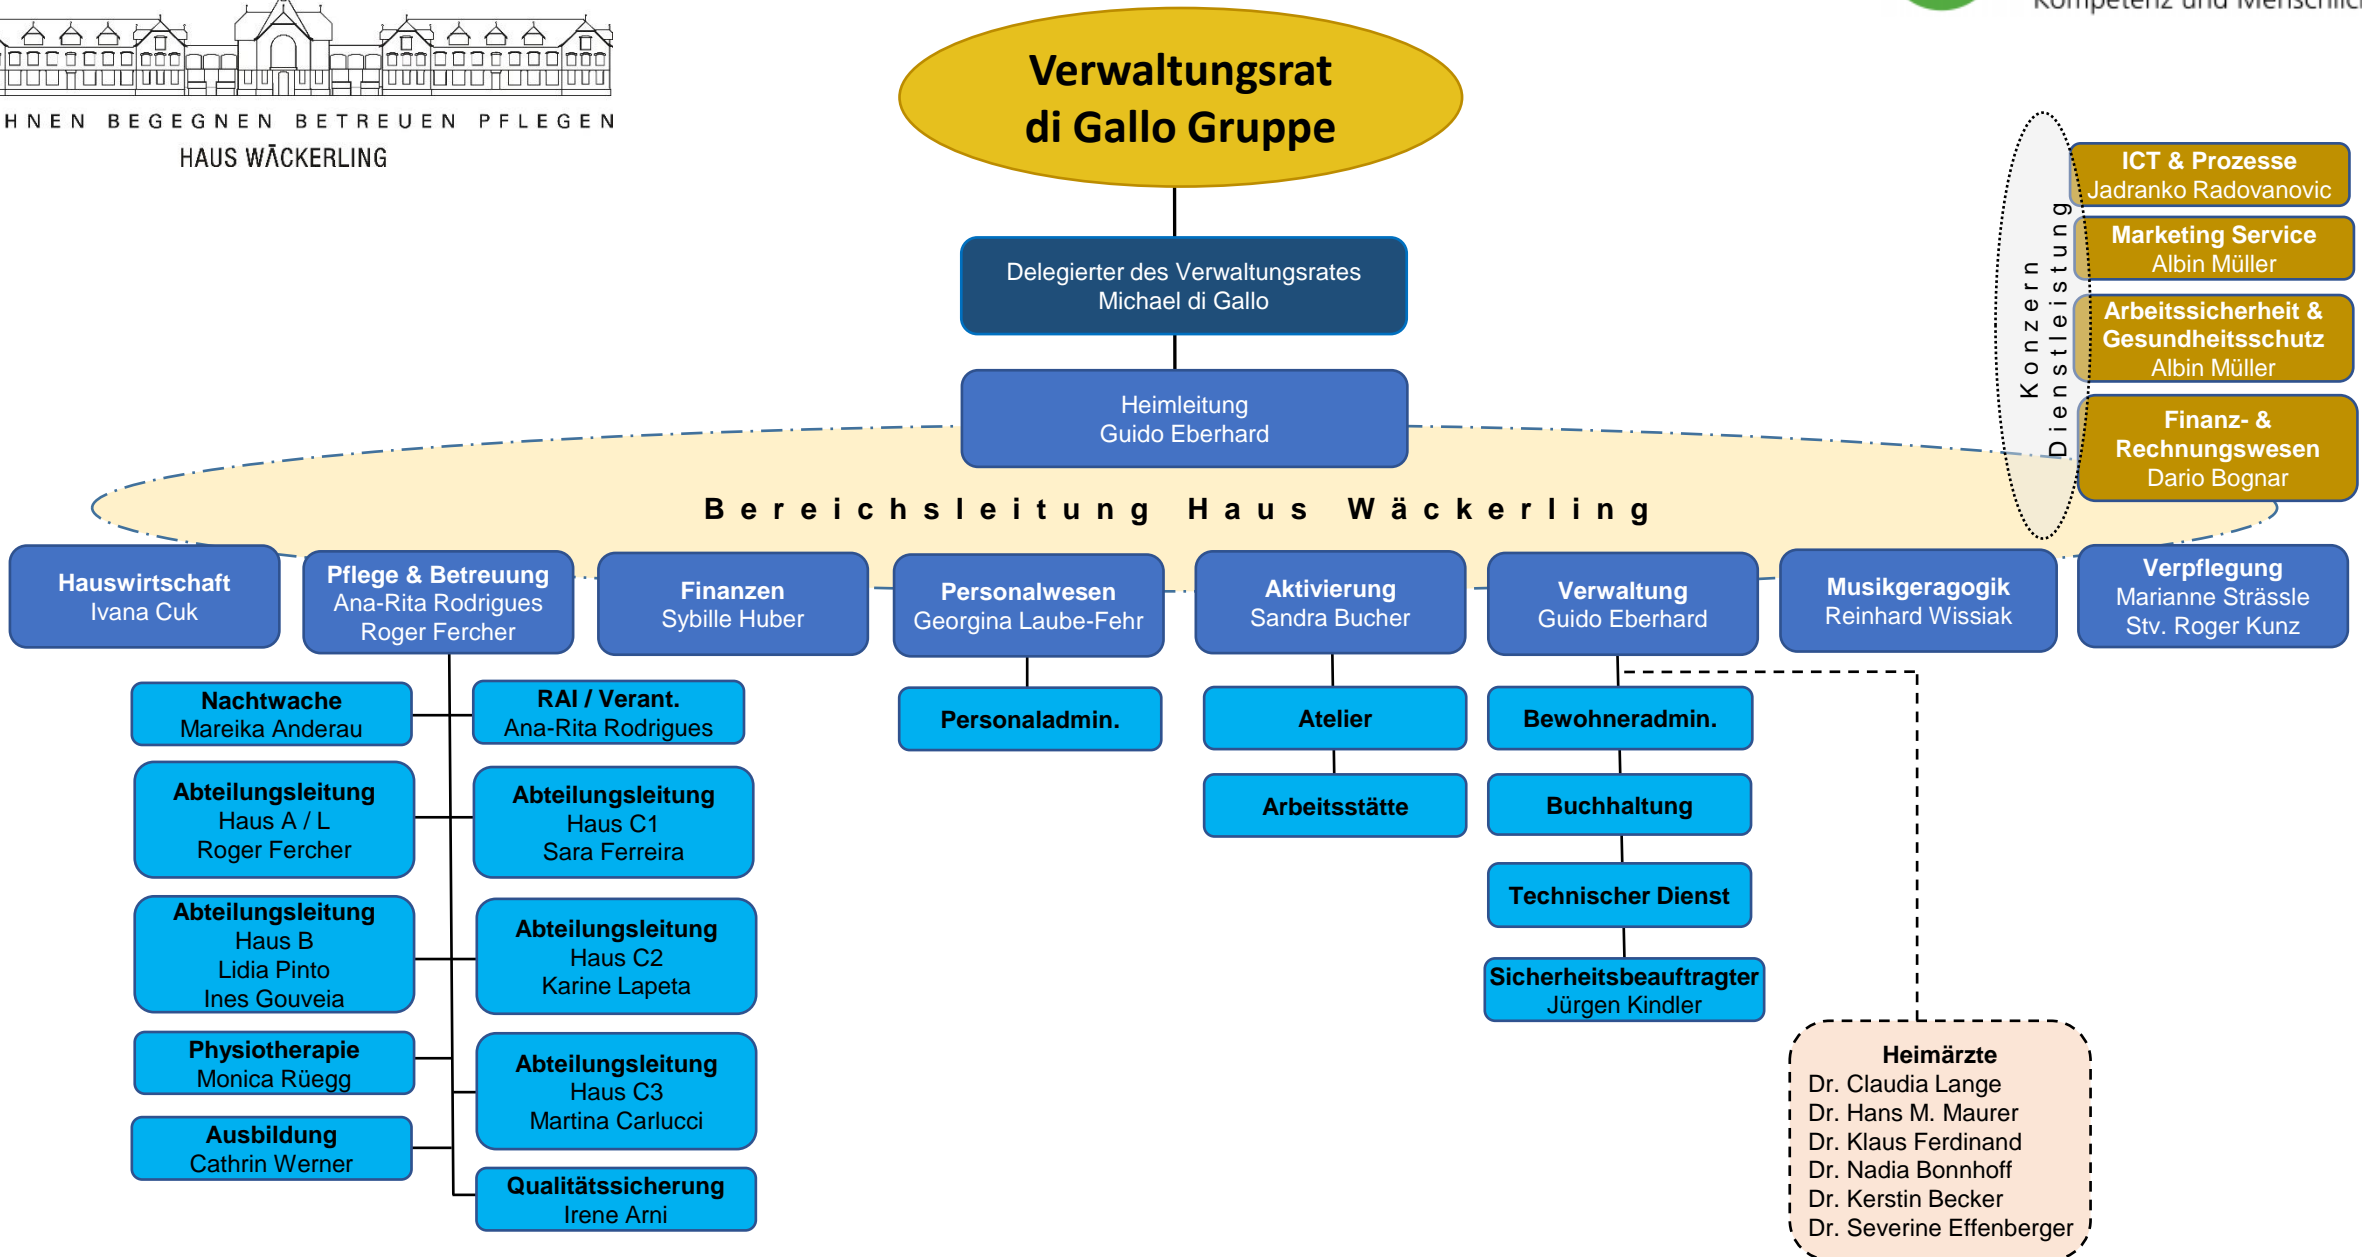 HNEN BEGEGNEN BETREUEN PFLEGEN
HAUS WÄCKERLING
Verwaltungsrat
di Gallo Gruppe
Delegierter des Verwaltungsrates
Michael di Gallo
Heimleitung
Guido Eberhard
Konzern
Dienstleistung
ICT & Prozesse
Jadranko Radovanovic
Marketing Service
Albin Müller
Arbeitssicherheit &
Gesundheitsschutz
Albin Müller
Finanz- &
Rechnungswesen
Dario Bognar
Bereichsleitung Haus Wäckerling
Hauswirtschaft
Ivana Cuk
Pflege & Betreuung
Ana-Rita Rodrigues
Roger Fercher
Finanzen
Sybille Huber
Personalwesen
Georgina Laube-Fehr
Aktivierung
Sandra Bucher
Verwaltung
Guido Eberhard
Musikgeragogik
Reinhard Wissiak
Verpflegung
Marianne Strässle
Stv. Roger Kunz
Nachtwache
Mareika Anderau
RAI / Verant.
Ana-Rita Rodrigues
Abteilungsleitung
Haus A / L
Roger Fercher
Abteilungsleitung
Haus C1
Sara Ferreira
Abteilungsleitung
Haus B
Lidia Pinto
Ines Gouveia
Abteilungsleitung
Haus C2
Karine Lapeta
Physiotherapie
Monica Rüegg
Abteilungsleitung
Haus C3
Martina Carlucci
Ausbildung
Cathrin Werner
Qualitätssicherung
Irene Arni
Personaladmin.
Atelier
Arbeitsstätte
Bewohneradmin.
Buchhaltung
Technischer Dienst
Sicherheitsbeauftragter
Jürgen Kindler
Heimärzte
Dr. Claudia Lange
Dr. Hans M. Maurer
Dr. Klaus Ferdinand
Dr. Nadia Bonnhoff
Dr. Kerstin Becker
Dr. Severine Effenberger